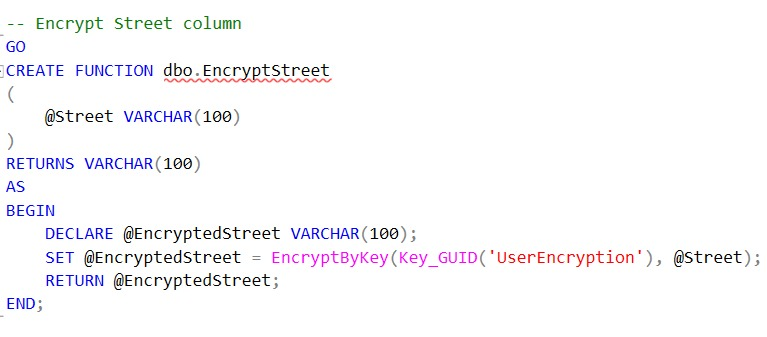 -- Encrypt Street column
GO
CREATE FUNCTION dbo.EncryptStreet
(
    @Street VARCHAR(100)
)
RETURNS VARCHAR(100)
AS
BEGIN
    DECLARE @EncryptedStreet VARCHAR(100);
    SET @EncryptedStreet = EncryptByKey(Key_GUID('UserEncryption'), @Street);
    RETURN @EncryptedStreet;
END;